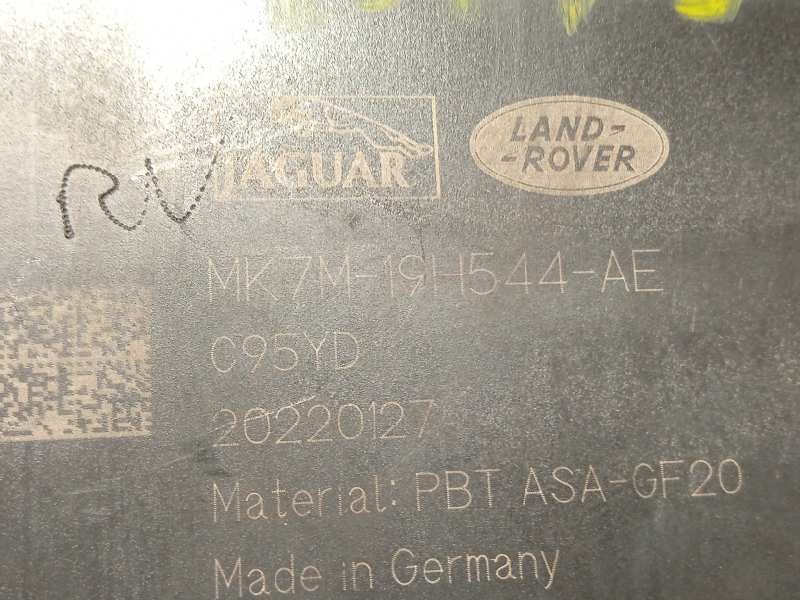 JAGUAR
LAND-
-ROVER
RV
MK7M-19H544-AE
C95YD
20220127
Material: PBT ASA-GF20
Made in Germany